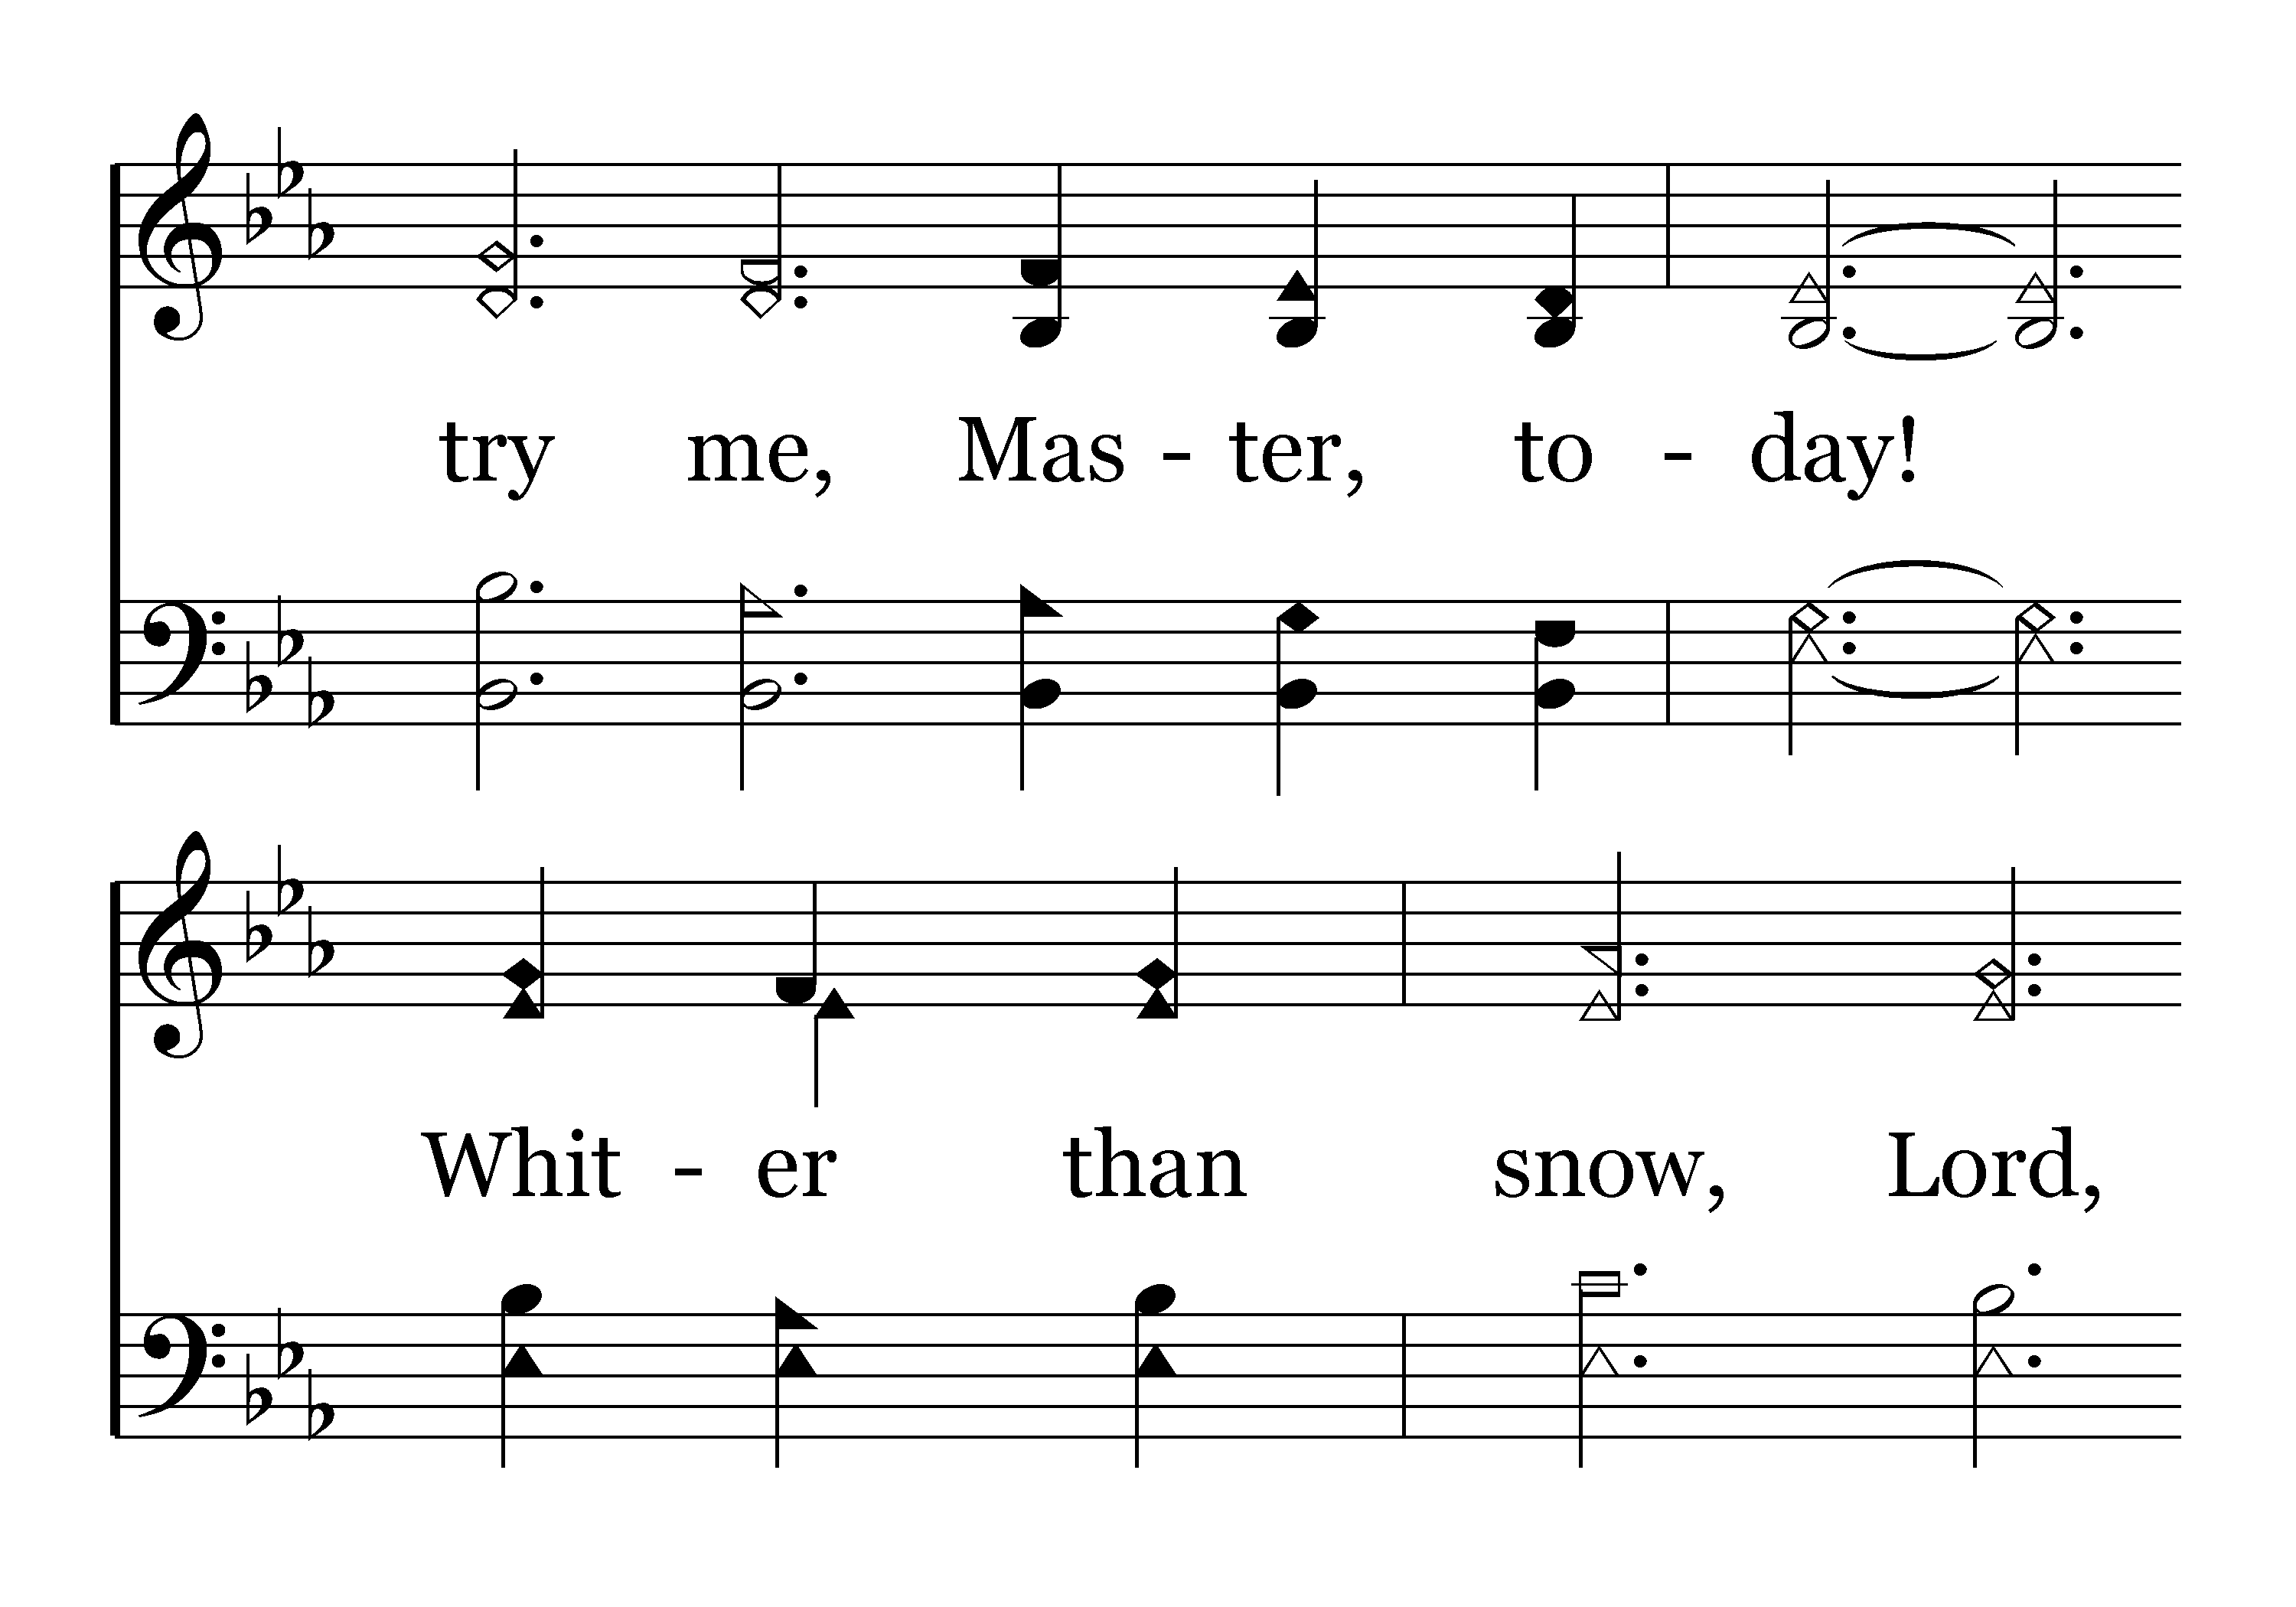 try me, Mas - ter, to - day!
Whit - er than snow, Lord,